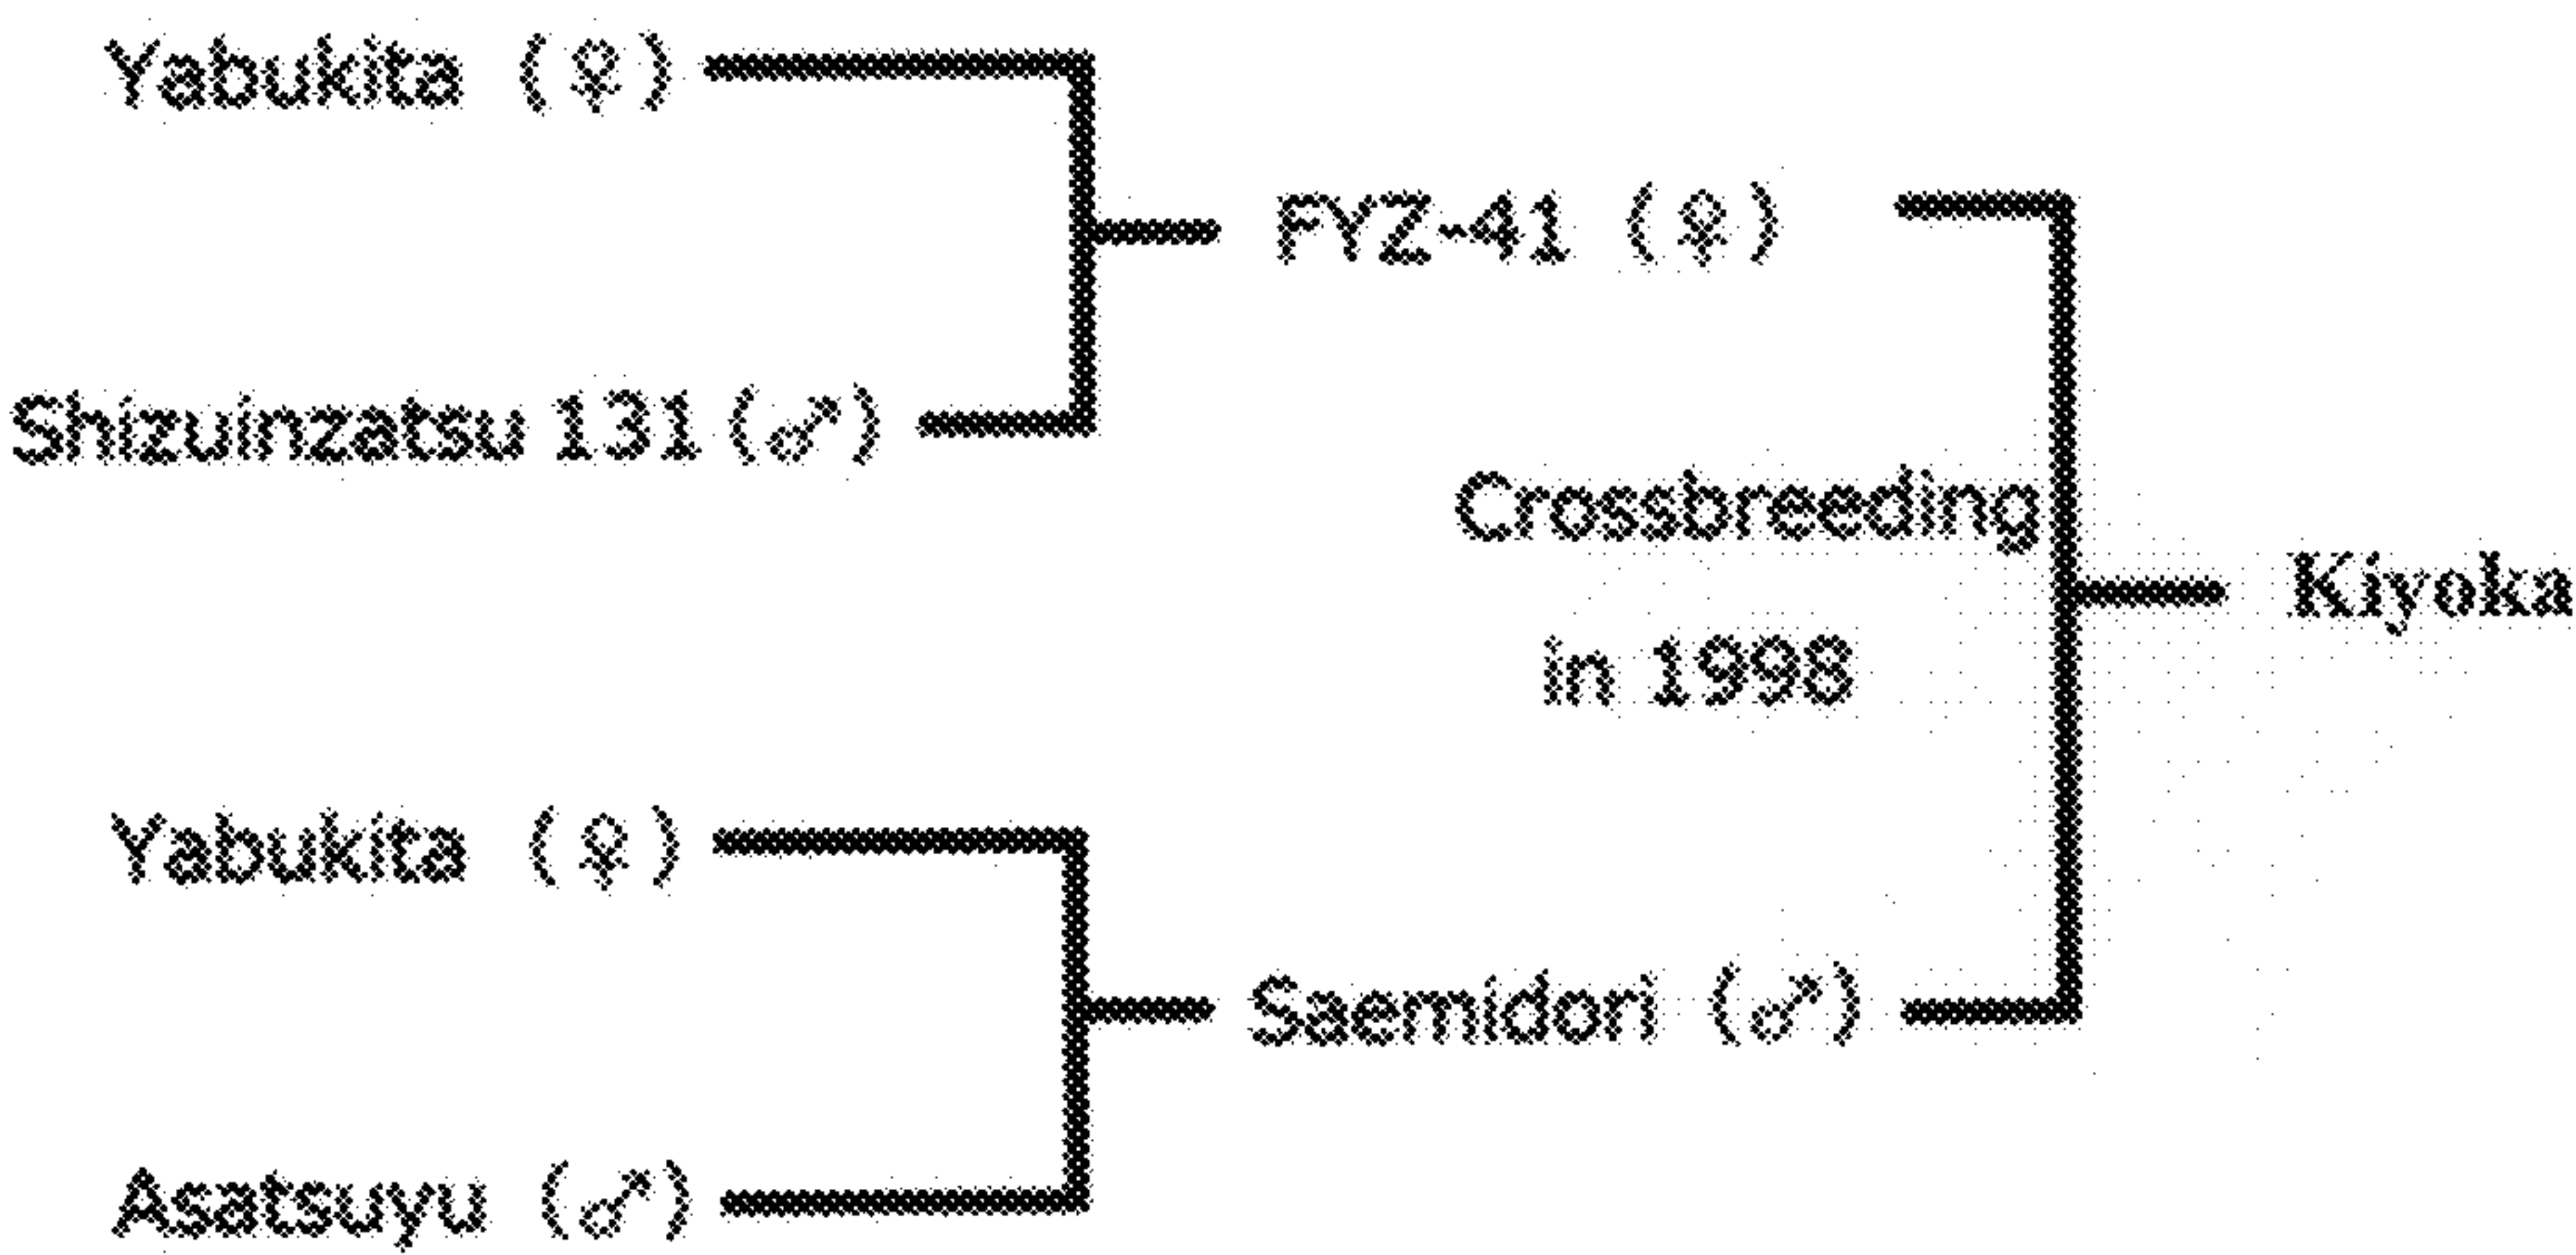 Yabukita (♀)
FYZ-41 (♀)
Shizuinzatsu 131 (♂)
Crossbreeding
in 1998
Kiyoka
Yabukita (♀)
Saemidori (♂)
Asatsuyu (♂)